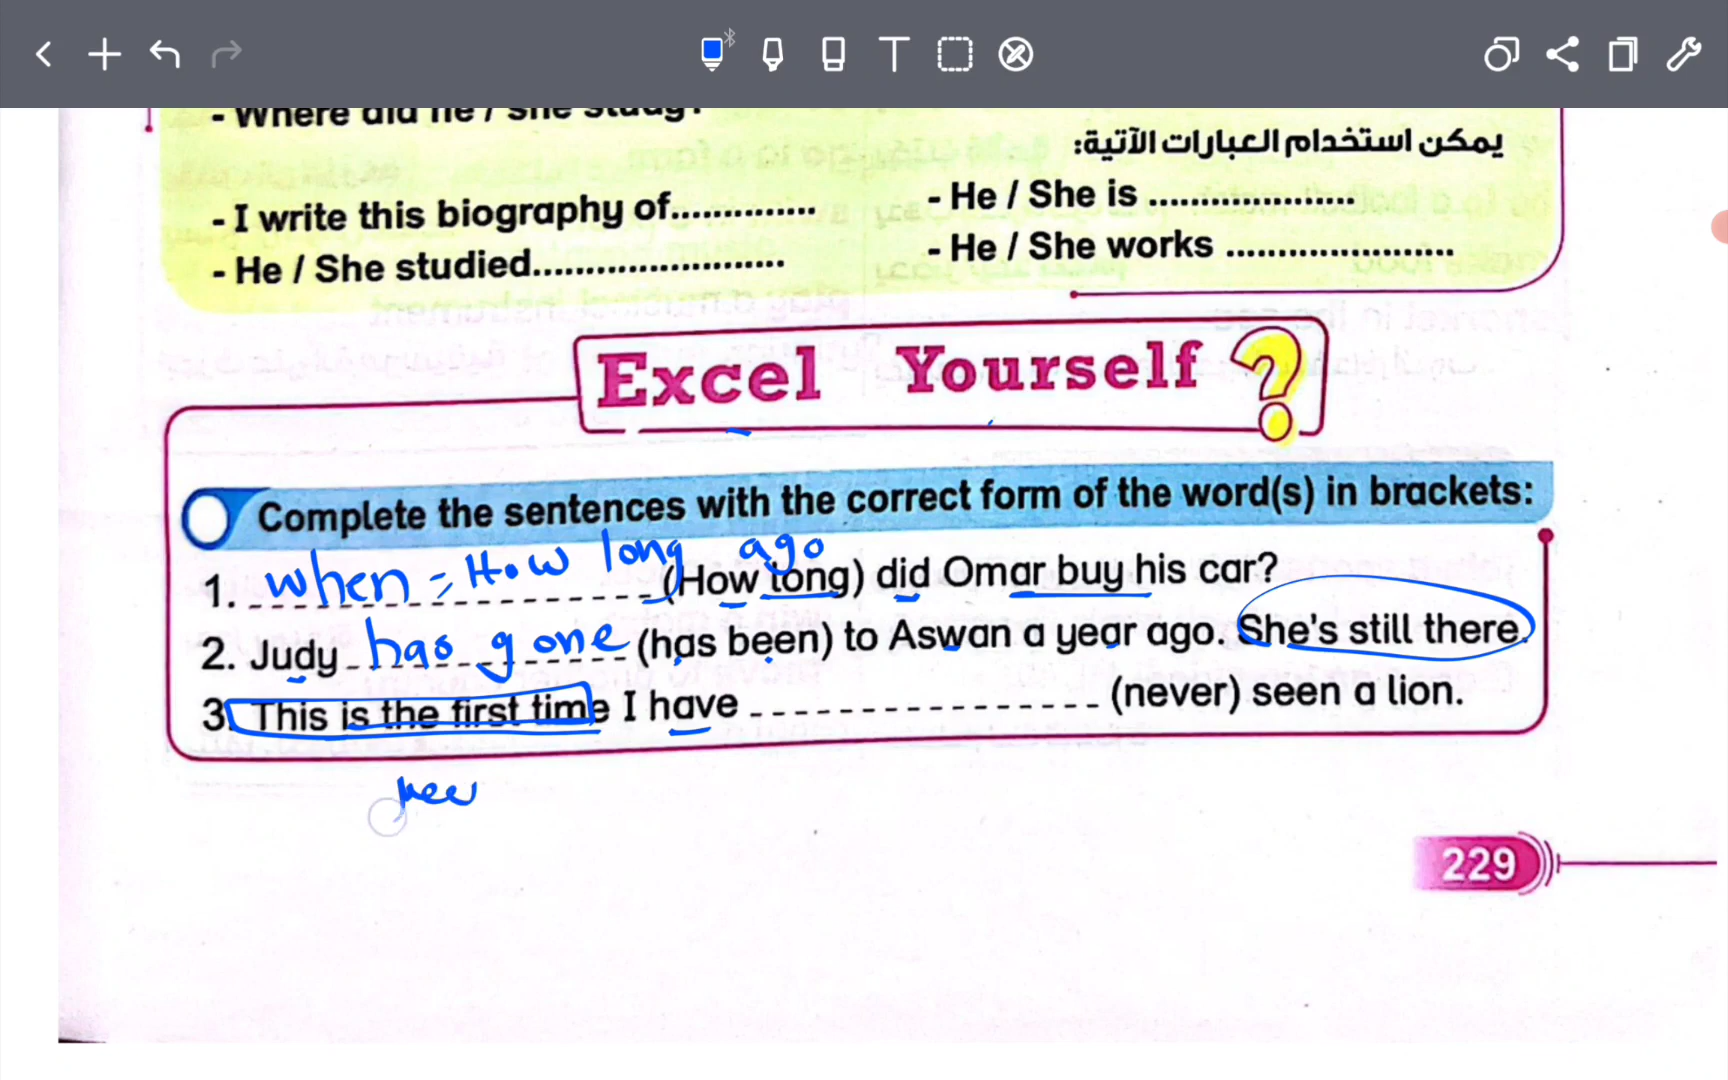 - Where did he / she study?
يمكن استخدام العبارات الآتية:
- I write this biography of..............
- He / She is ....................
- He / She studied........................
- He / She works ......................
Excel Yourself ?
Complete the sentences with the correct form of the word(s) in brackets:
when = How long ago
1. (How long) did Omar buy his car?
2. Judy has gone (has been) to Aswan a year ago. She's still there.
3. This is the first time I have ---------------- (never) seen a lion.
229